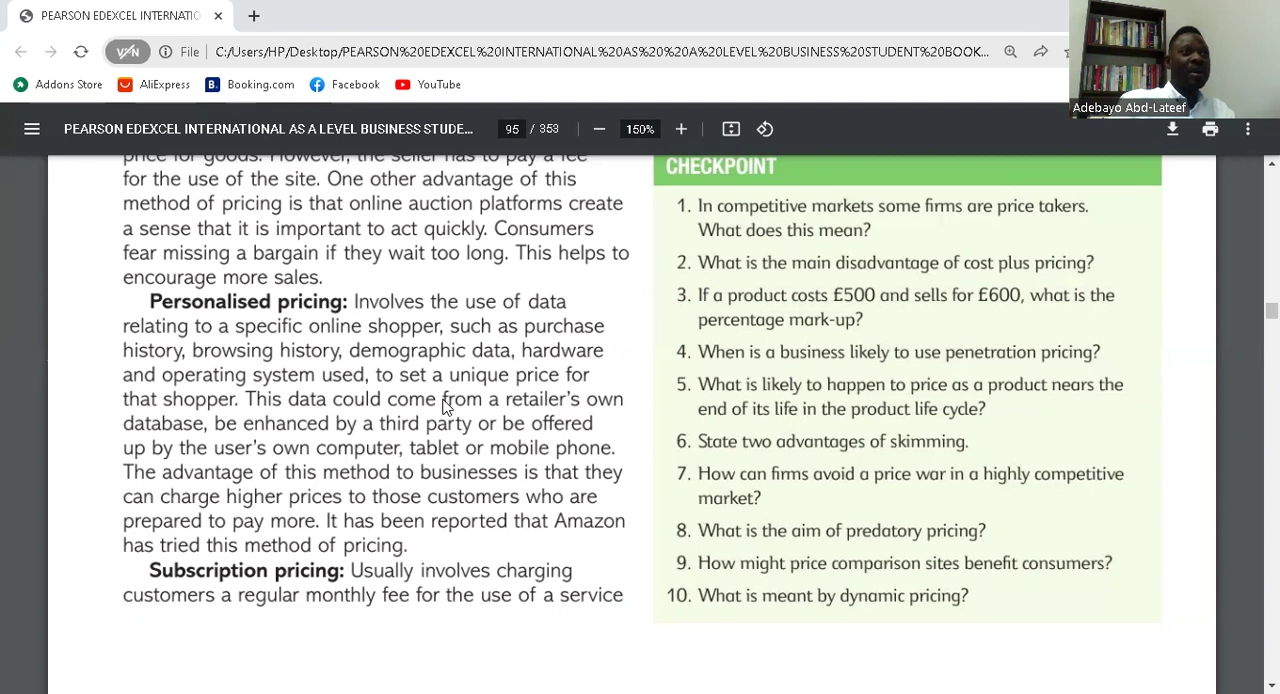 PEARSON EDEXCEL INTERNATIO
File
C:/Users/HP/Desktop/PEARSON%20EDEXCEL%20INTERNATIONAL%20AS%20%20A%20LEVEL%20BUSINESS%20STUDENT%20BOOK...
Addons Store
AliExpress
Booking.com
Facebook
YouTube
Adebayo Abd-Lateef
PEARSON EDEXCEL INTERNATIONAL AS A LEVEL BUSINESS STUDE...
95 / 353
150%
price for goods. However, the seller has to pay a fee
for the use of the site. One other advantage of this
method of pricing is that online auction platforms create
a sense that it is important to act quickly. Consumers
fear missing a bargain if they wait too long. This helps to
encourage more sales.
Personalised pricing: Involves the use of data
relating to a specific online shopper, such as purchase
history, browsing history, demographic data, hardware
and operating system used, to set a unique price for
that shopper. This data could come from a retailer's own
database, be enhanced by a third party or be offered
up by the user's own computer, tablet or mobile phone.
The advantage of this method to businesses is that they
can charge higher prices to those customers who are
prepared to pay more. It has been reported that Amazon
has tried this method of pricing.
Subscription pricing: Usually involves charging
customers a regular monthly fee for the use of a service
CHECKPOINT
1. In competitive markets some firms are price takers.
What does this mean?
2. What is the main disadvantage of cost plus pricing?
3. If a product costs £500 and sells for £600, what is the
percentage mark-up?
4. When is a business likely to use penetration pricing?
5. What is likely to happen to price as a product nears the
end of its life in the product life cycle?
6. State two advantages of skimming.
7. How can firms avoid a price war in a highly competitive
market?
8. What is the aim of predatory pricing?
9. How might price comparison sites benefit consumers?
10. What is meant by dynamic pricing?